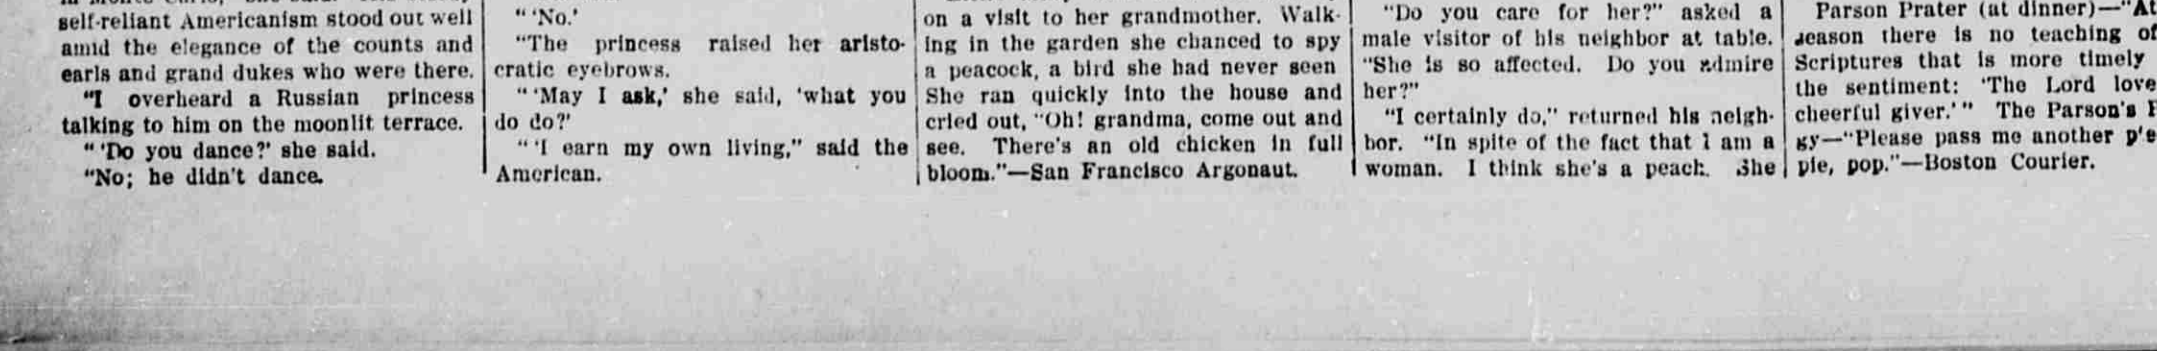 self-reliant Americanism stood out well
amid the elegance of the counts and
earls and grand dukes who were there.
"I overheard a Russian princess
talking to him on the moonlit terrace.
"'Do you dance?' she said.
"No; he didn't dance.
"'No.'
"The princess raised her aristo-
cratic eyebrows.
"'May I ask,' she said, 'what you
do do?'
"'I earn my own living," said the
American.
on a visit to her grandmother. Walk-
ing in the garden she chanced to spy
a peacock, a bird she had never seen
She ran quickly into the house and
cried out, "Oh! grandma, come out and
see. There's an old chicken in full
bloom."—San Francisco Argonaut.
"Do you care for her?" asked a
male visitor of his neighbor at table.
"She is so affected. Do you admire
her?"
"I certainly do," returned his neigh-
bor. "In spite of the fact that I am a
woman. I think she's a peach. She
Parson Prater (at dinner)—"At
season there is no teaching of
Scriptures that is more timely
the sentiment: 'The Lord love
cheerful giver.'" The Parson's P
gy—"Please pass me another p'e
pie, pop."—Boston Courier.